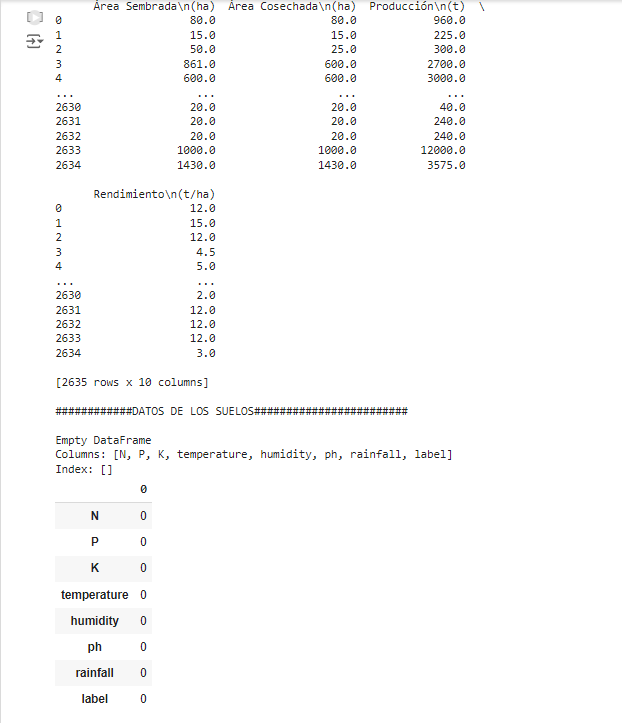 Área Sembrada\n(ha)  Área Cosechada\n(ha)  Producción\n(t)  \
0                    80.0                  80.0            960.0
1                    15.0                  15.0            225.0
2                    50.0                  25.0            300.0
3                   861.0                 600.0           2700.0
4                   600.0                 600.0           3000.0
...                   ...                   ...              ...
2630                 20.0                  20.0             40.0
2631                 20.0                  20.0            240.0
2632                 20.0                  20.0            240.0
2633               1000.0                1000.0          12000.0
2634               1430.0                1430.0           3575.0
Rendimiento\n(t/ha)
0                    12.0
1                    15.0
2                    12.0
3                     4.5
4                     5.0
...                   ...
2630                  2.0
2631                 12.0
2632                 12.0
2633                 12.0
2634                  3.0
[2635 rows x 10 columns]
############DATOS DE LOS SUELOS########################
Empty DataFrame
Columns: [N, P, K, temperature, humidity, ph, rainfall, label]
Index: []
0
N 0
P 0
K 0
temperature 0
humidity 0
ph 0
rainfall 0
label 0